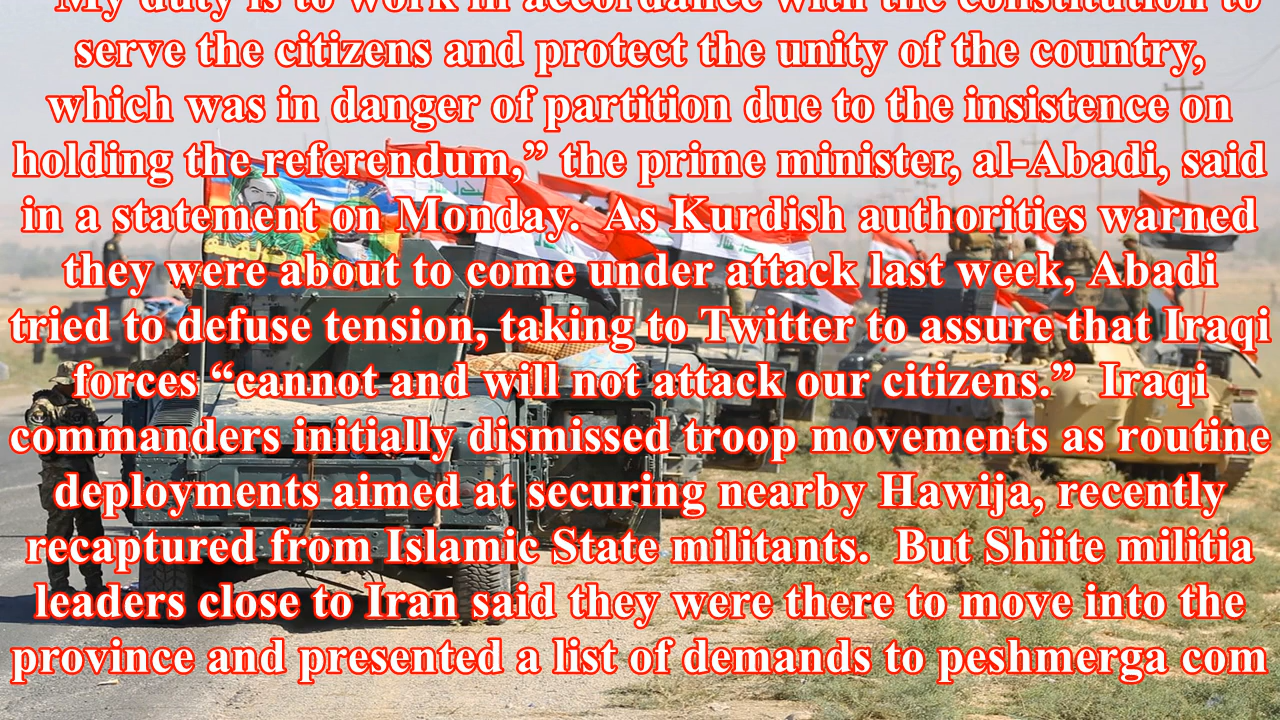 My duty is to work in accordance with the constitution to
serve the citizens and protect the unity of the country,
which was in danger of partition due to the insistence on
holding the referendum,” the prime minister, al-Abadi, said
in a statement on Monday.  As Kurdish authorities warned
they were about to come under attack last week, Abadi
tried to defuse tension, taking to Twitter to assure that Iraqi
forces “cannot and will not attack our citizens.”  Iraqi
commanders initially dismissed troop movements as routine
deployments aimed at securing nearby Hawija, recently
recaptured from Islamic State militants.  But Shiite militia
leaders close to Iran said they were there to move into the
province and presented a list of demands to peshmerga com